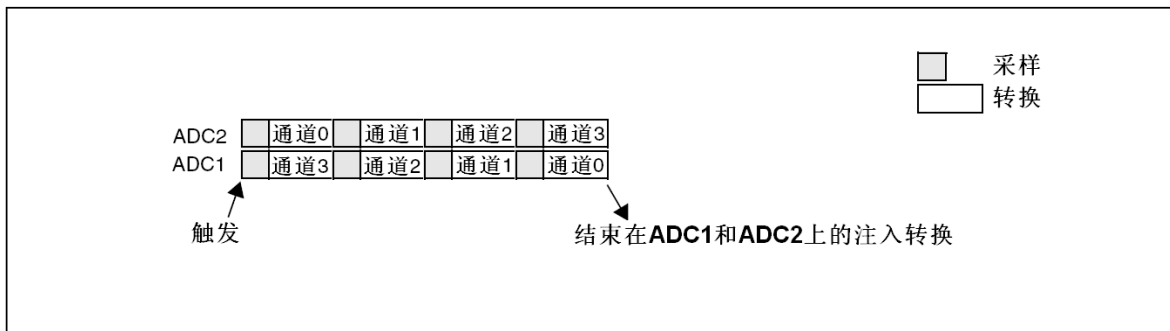 采样
转换
ADC2 通道0 通道1 通道2 通道3
ADC1 通道3 通道2 通道1 通道0
触发
结束在ADC1和ADC2上的注入转换